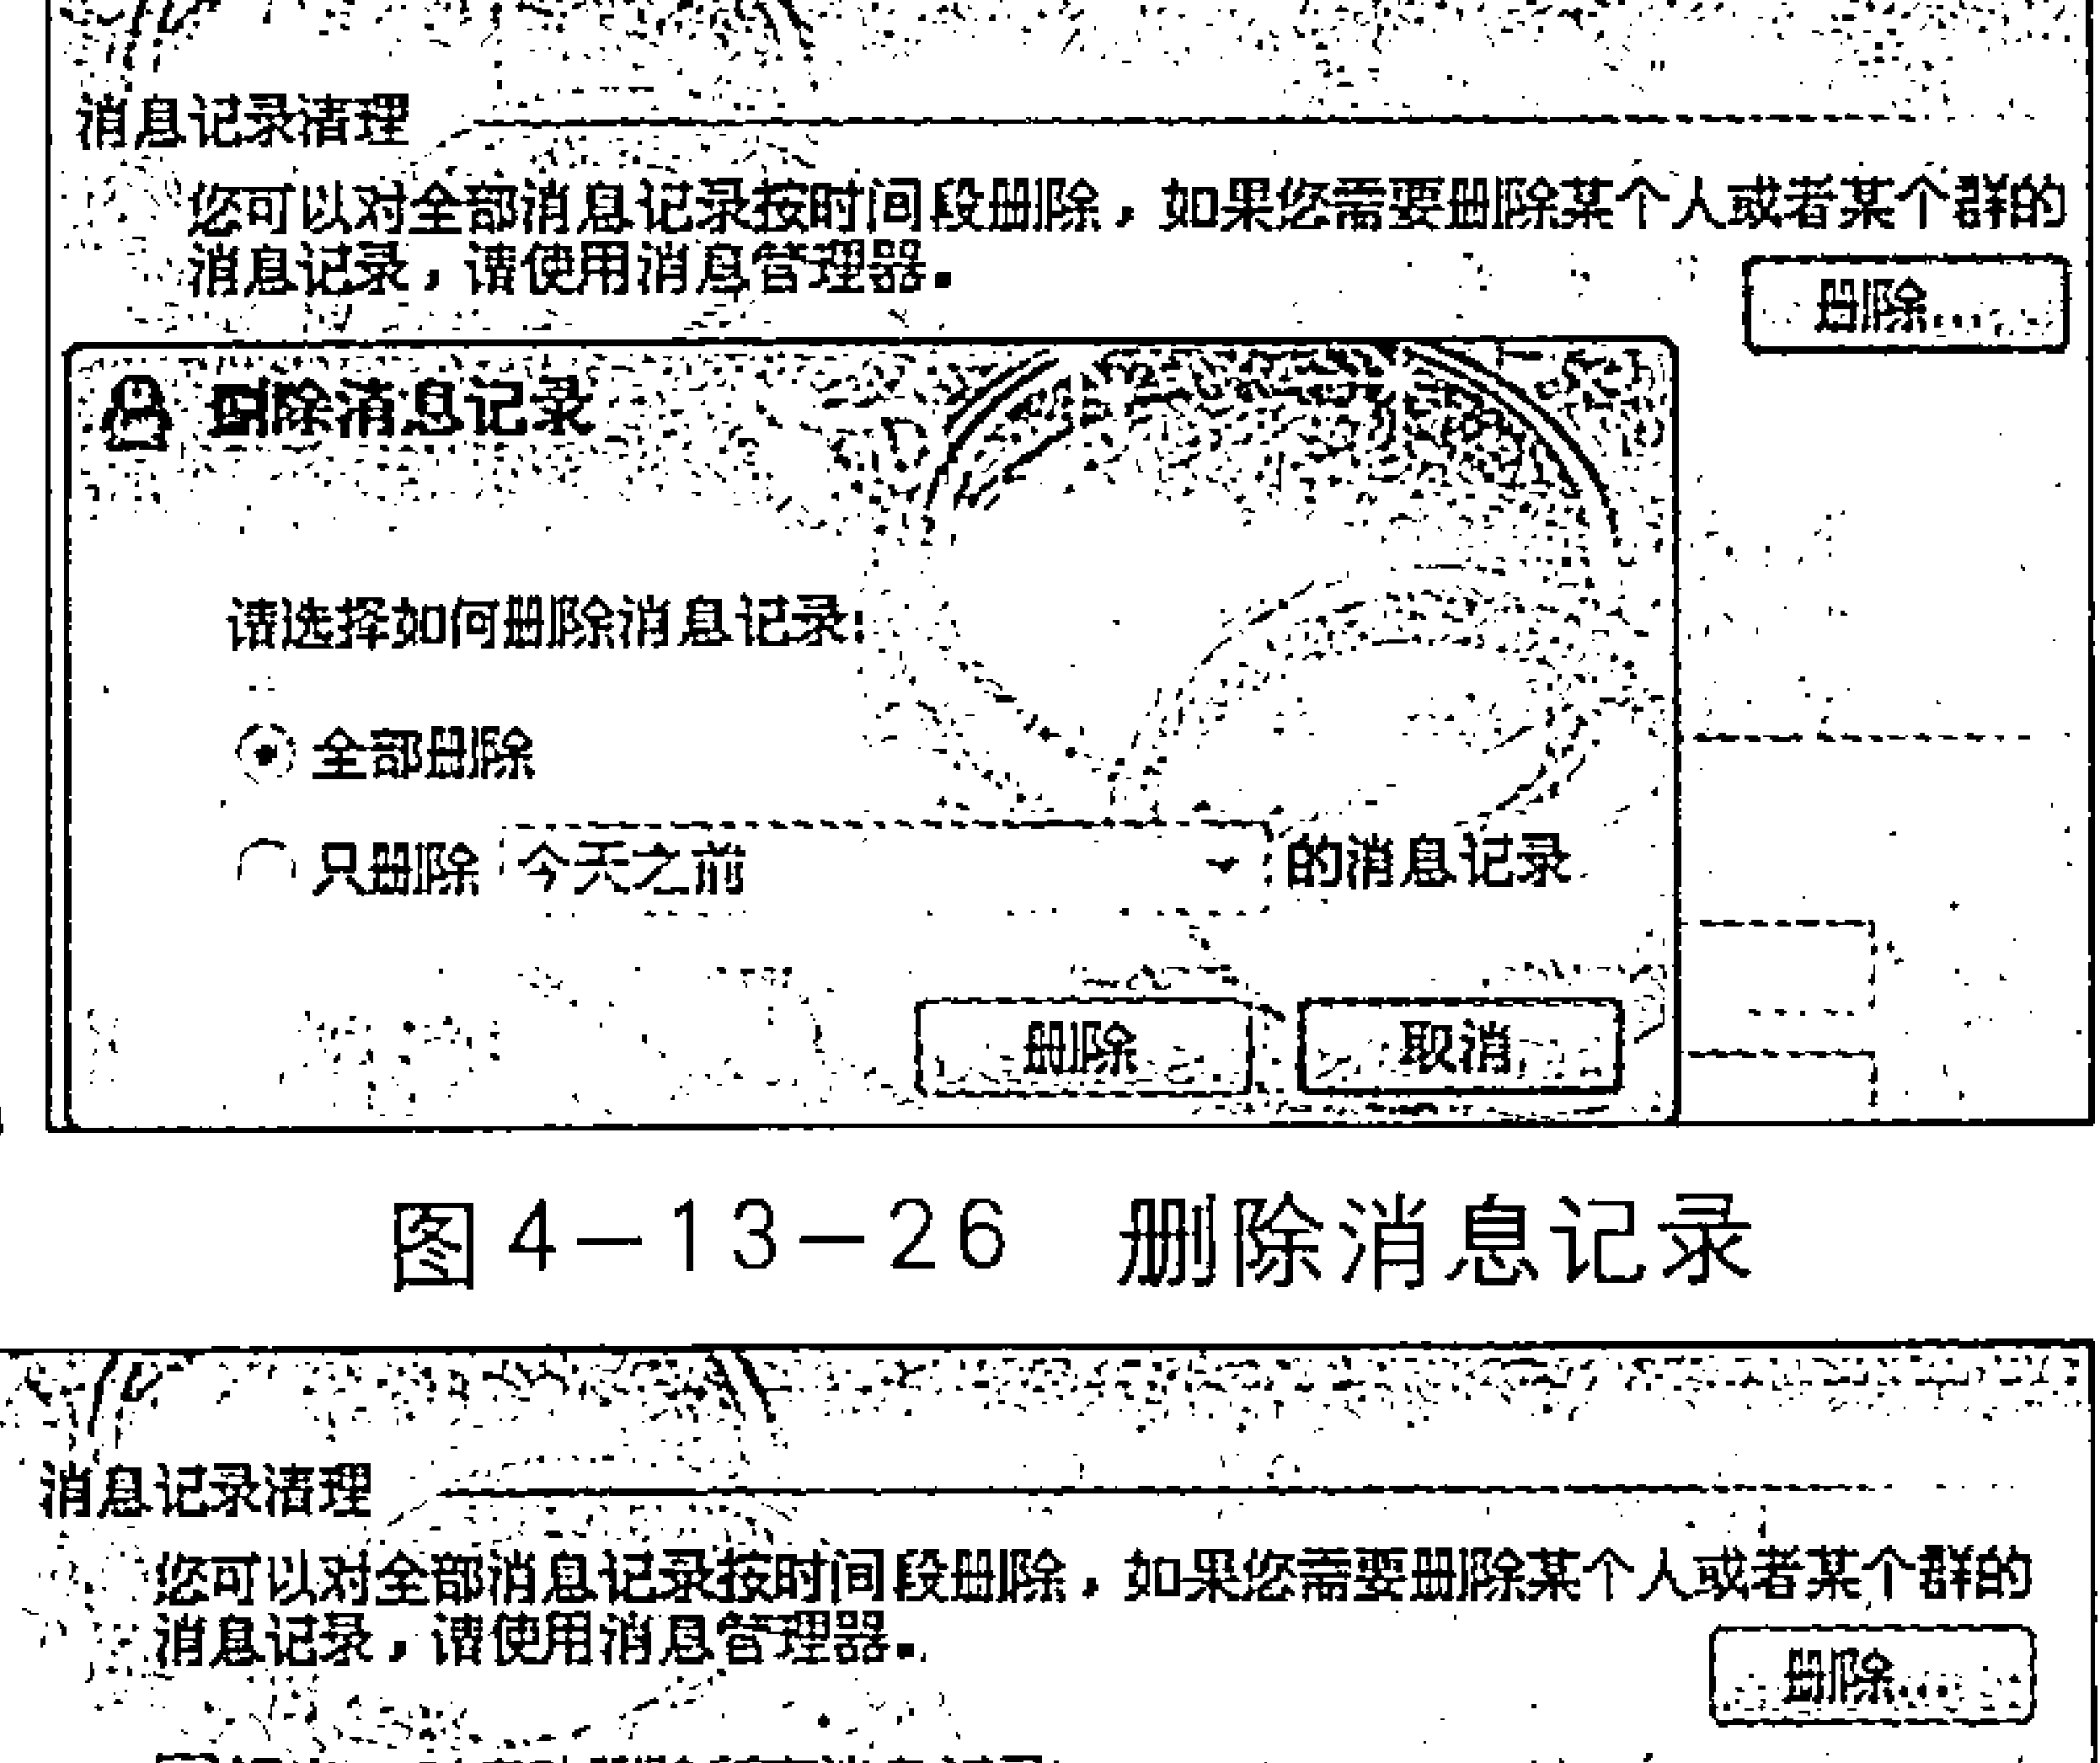 消息记录清理
您可以对全部消息记录按时间段删除，如果您需要删除某个人或者某个群的
消息记录，请使用消息管理器。
删除...
删除消息记录
请选择如何删除消息记录:
全部删除
只删除 今天之前 的消息记录
删除 取消
图4-13-26 删除消息记录
消息记录清理
您可以对全部消息记录按时间段删除，如果您需要删除某个人或者某个群的
消息记录，请使用消息管理器。
删除...